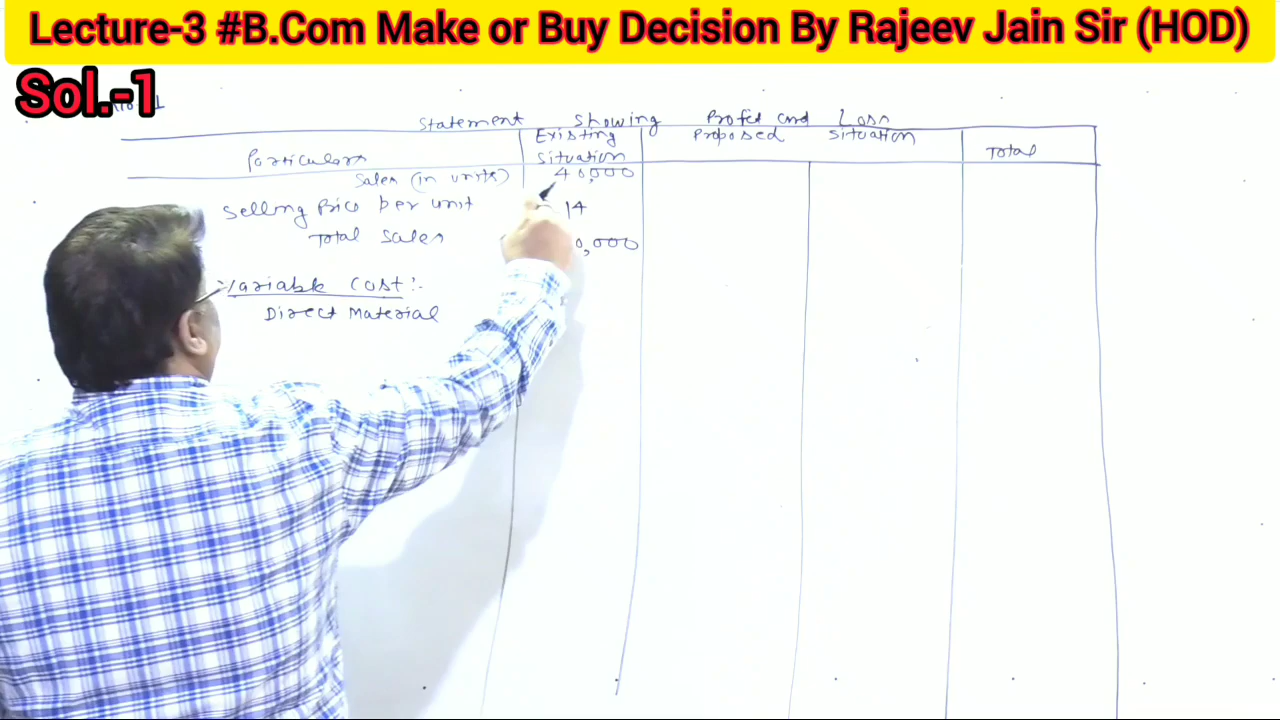 Lecture-3 #B.Com Make or Buy Decision By Rajeev Jain Sir (HOD)
Sol.-1
Statement Showing Profit and Loss
Particulars Existing Situation Proposed Situation Total
Sales (in units) 40,000
Selling Price per unit 14
Total Sales 0,000
Variable Cost:-
Direct Material